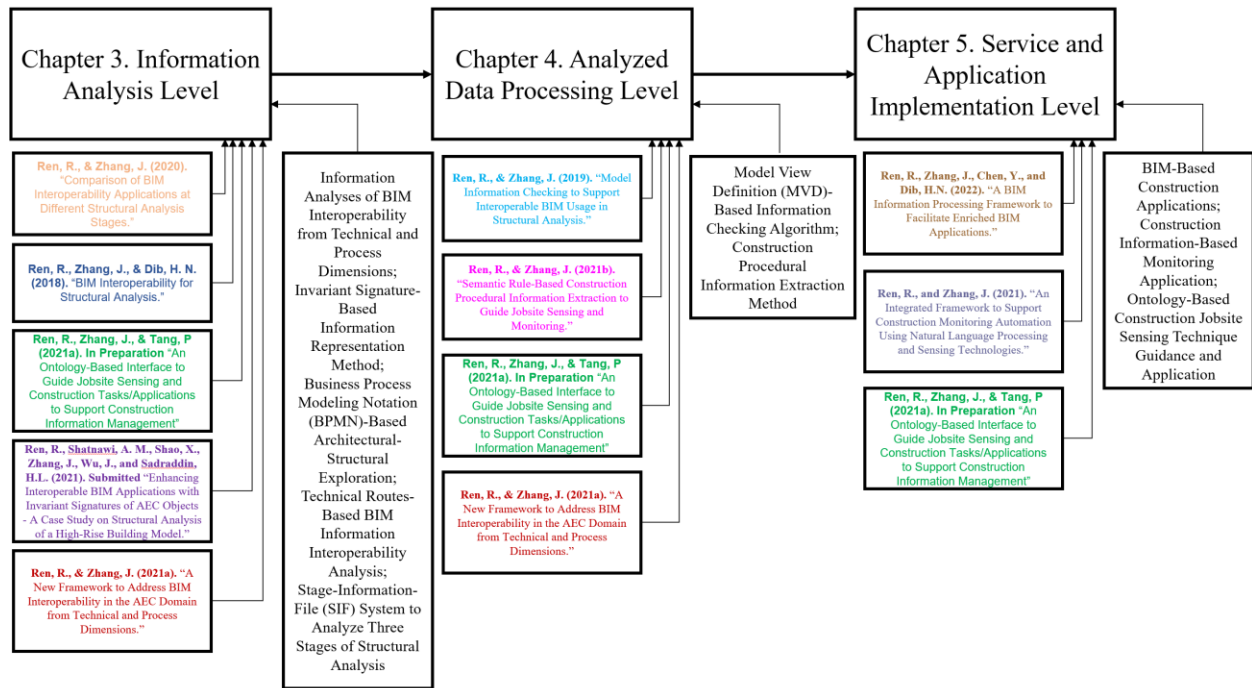 Chapter 3. Information
Analysis Level
Ren, R., & Zhang, J. (2020).
“Comparison of BIM
Interoperability Applications at
Different Structural Analysis
Stages.”
Ren, R., Zhang, J., & Dib, H. N.
(2018). “BIM Interoperability for
Structural Analysis.”
Ren, R., Zhang, J., & Tang, P
(2021a). In Preparation “An
Ontology-Based Interface to
Guide Jobsite Sensing and
Construction Tasks/Applications
to Support Construction
Information Management”
Ren, R., Shatnawi, A. M., Shao, X.,
Zhang, J., Wu, J., and Sadraddin,
H.L. (2021). Submitted “Enhancing
Interoperable BIM Applications with
Invariant Signatures of AEC Objects
- A Case Study on Structural Analysis
of a High-Rise Building Model.”
Ren, R., & Zhang, J. (2021a). “A
New Framework to Address BIM
Interoperability in the AEC Domain
from Technical and Process
Dimensions.”
Information
Analyses of BIM
Interoperability
from Technical and
Process
Dimensions;
Invariant Signature-
Based
Information
Representation
Method;
Business Process
Modeling Notation
(BPMN)-Based
Architectural-
Structural
Exploration;
Technical Routes-
Based BIM
Information
Interoperability
Analysis;
Stage-Information-
File (SIF) System to
Analyze Three
Stages of Structural
Analysis
Chapter 4. Analyzed
Data Processing Level
Ren, R., & Zhang, J. (2019). “Model
Information Checking to Support
Interoperable BIM Usage in
Structural Analysis.”
Ren, R., & Zhang, J. (2021b).
“Semantic Rule-Based Construction
Procedural Information Extraction to
Guide Jobsite Sensing and
Monitoring.”
Ren, R., Zhang, J., & Tang, P
(2021a). In Preparation “An
Ontology-Based Interface to
Guide Jobsite Sensing and
Construction Tasks/Applications
to Support Construction
Information Management”
Ren, R., & Zhang, J. (2021a). “A
New Framework to Address BIM
Interoperability in the AEC Domain
from Technical and Process
Dimensions.”
Model View
Definition (MVD)-
Based Information
Checking Algorithm;
Construction
Procedural
Information Extraction
Method
Chapter 5. Service and
Application
Implementation Level
Ren, R., Zhang, J., Chen, Y., and
Dib, H.N. (2022). “A BIM
Information Processing Framework to
Facilitate Enriched BIM
Applications.”
Ren, R., and Zhang, J. (2021). “An
Integrated Framework to Support
Construction Monitoring Automation
Using Natural Language Processing
and Sensing Technologies.”
Ren, R., Zhang, J., & Tang, P
(2021a). In Preparation “An
Ontology-Based Interface to
Guide Jobsite Sensing and
Construction Tasks/Applications
to Support Construction
Information Management”
BIM-Based
Construction
Applications;
Construction
Information-Based
Monitoring
Application;
Ontology-Based
Construction Jobsite
Sensing Technique
Guidance and
Application